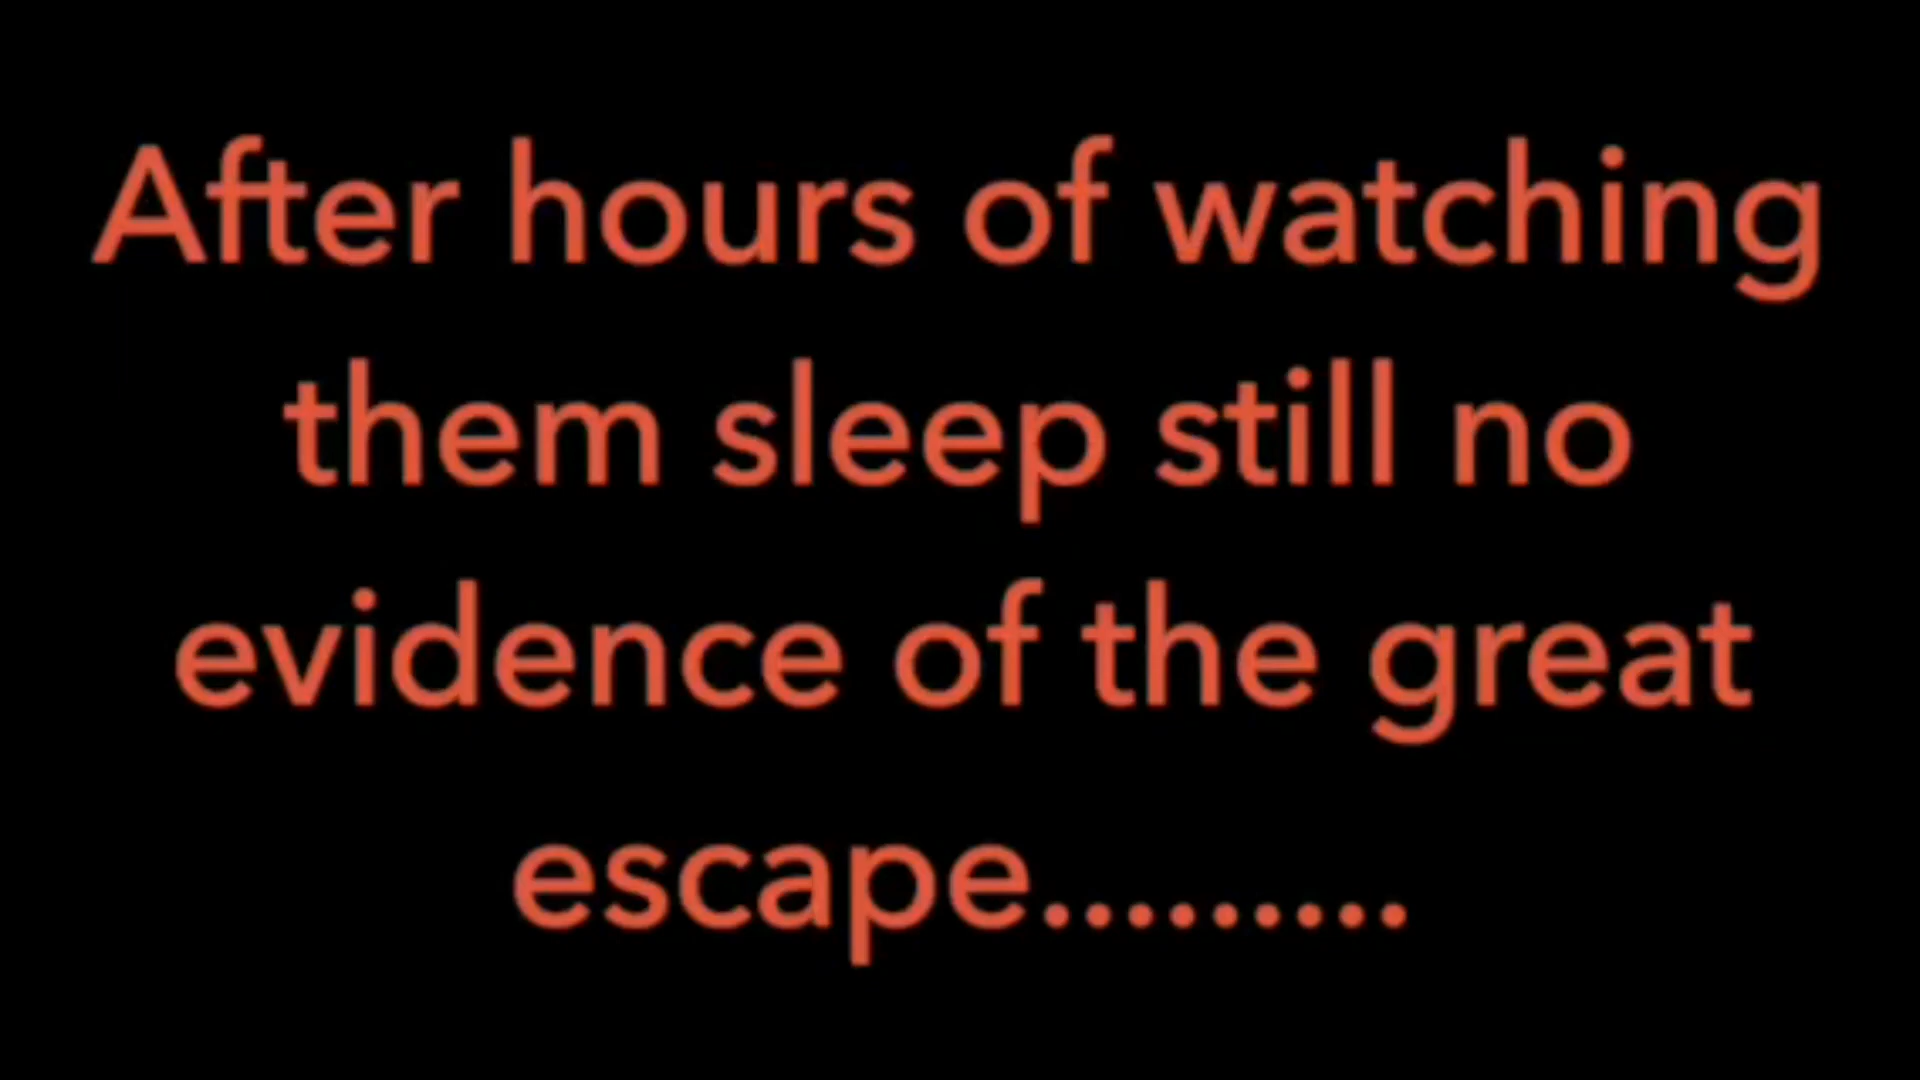 After hours of watching
them sleep still no
evidence of the great
escape.........